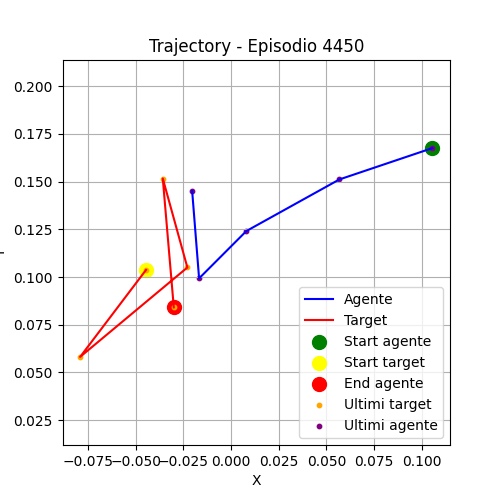 Trajectory - Episodio 4450
0.200
0.175
0.150
0.125
0.100
0.075
0.050
0.025
Agente
Target
Start agente
Start target
End agente
Ultimi target
Ultimi agente
−0.075 −0.050 −0.025 0.000 0.025 0.050 0.075 0.100
X